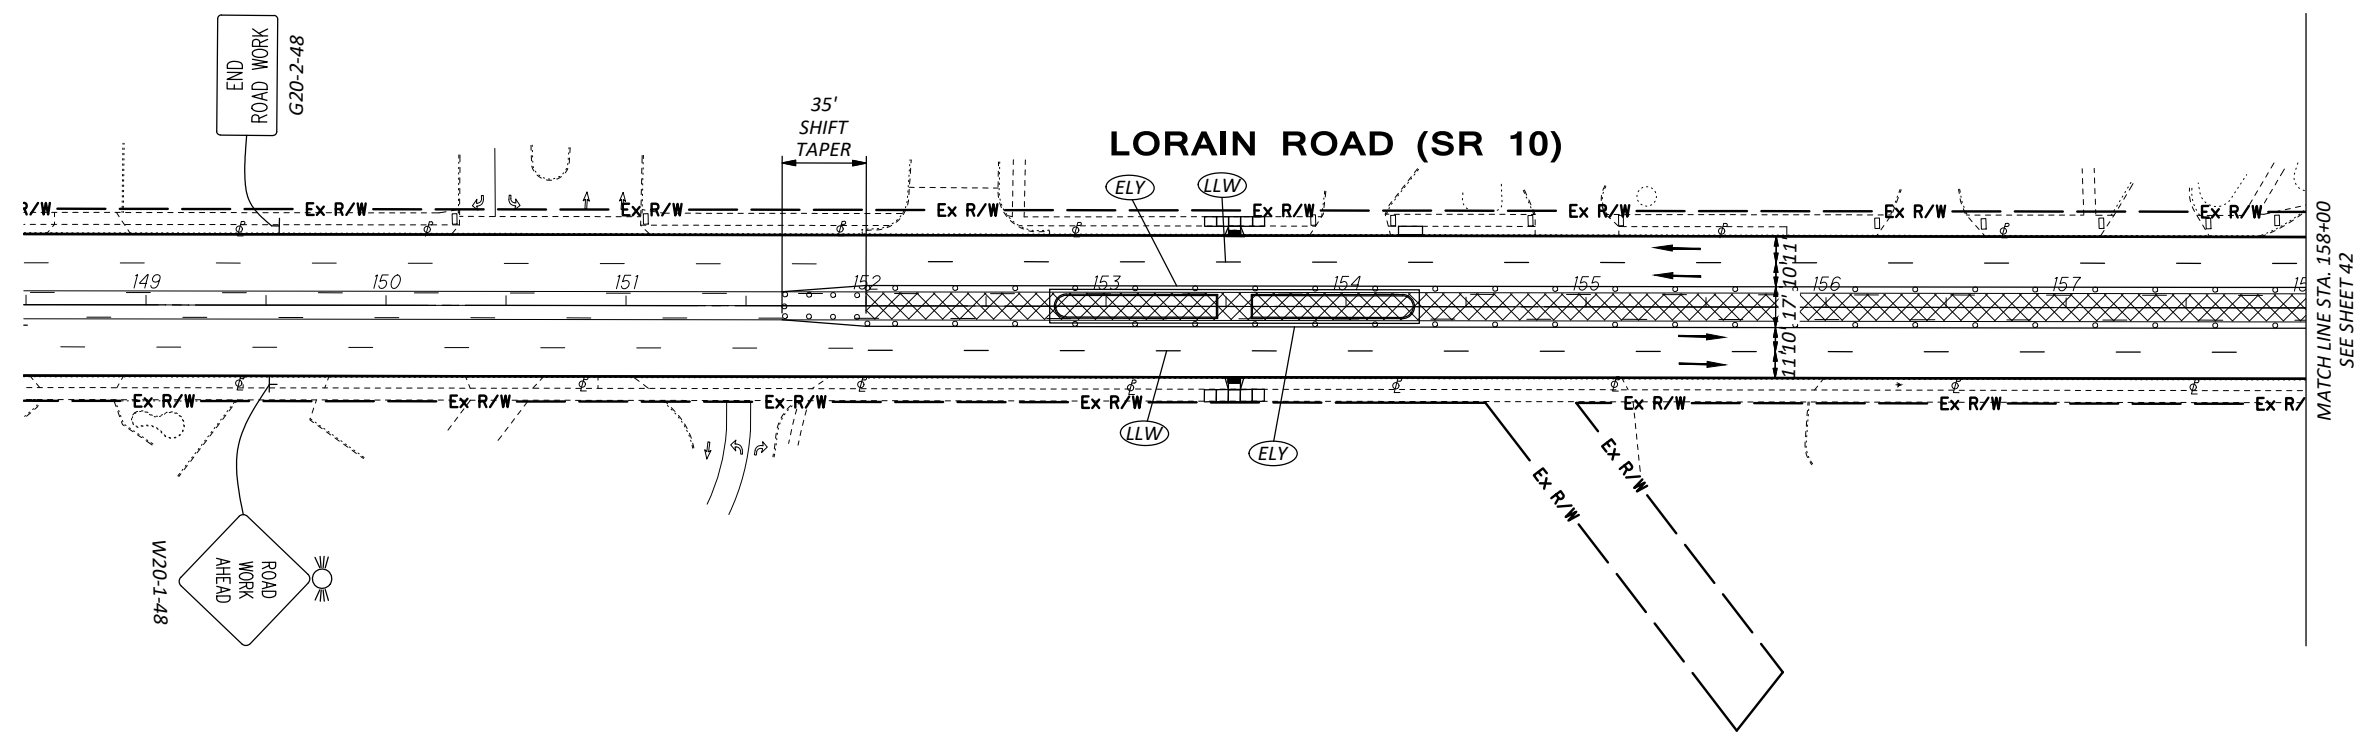 END
ROAD WORK
G20-2-48
35'
SHIFT
TAPER
LORAIN ROAD (SR 10)
ELY
LLW
R/W
Ex R/W
Ex R/W
Ex R/W
Ex R/W
Ex R/W
Ex R/W
Ex R/W
Ex R/W
149
150
151
152
153
154
155
156
157
15
11'
10'
17'
10'
11'
Ex R/W
Ex R/W
Ex R/W
Ex R/W
Ex R/W
Ex R/W
Ex R/
LLW
ELY
Ex R/W
Ex R/W
ROAD
WORK
AHEAD
W20-1-48
MATCH LINE STA. 158+00
SEE SHEET 42